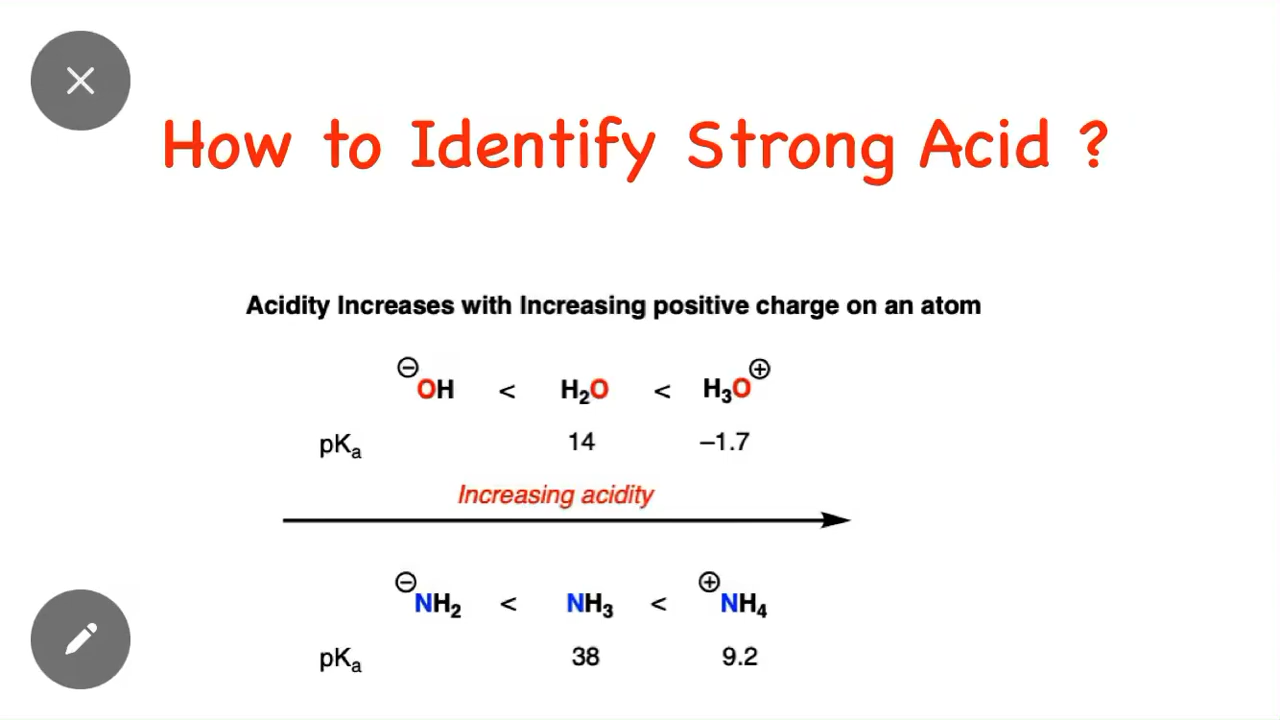 How to Identify Strong Acid ?
Acidity Increases with Increasing positive charge on an atom
⊖OH < H₂O < H₃O⊕
pKₐ 14 –1.7
Increasing acidity
⊖NH₂ < NH₃ < ⊕NH₄
pKₐ 38 9.2